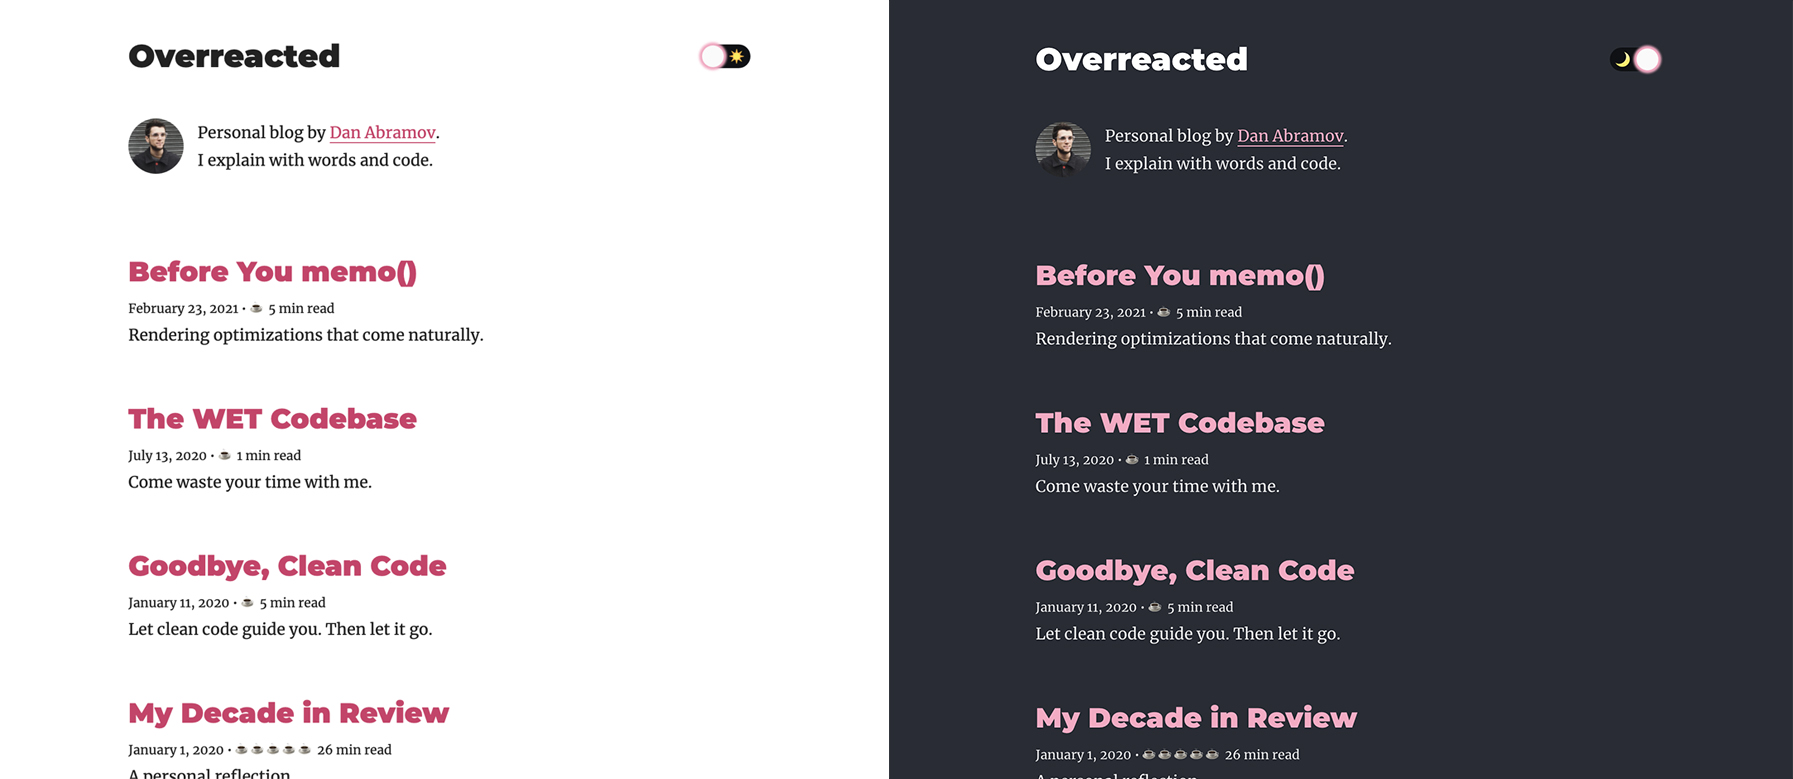 Overreacted
Personal blog by Dan Abramov.
I explain with words and code.
Before You memo()
February 23, 2021 • ☕ 5 min read
Rendering optimizations that come naturally.
The WET Codebase
July 13, 2020 • ☕ 1 min read
Come waste your time with me.
Goodbye, Clean Code
January 11, 2020 • ☕ 5 min read
Let clean code guide you. Then let it go.
My Decade in Review
January 1, 2020 • ☕☕☕☕☕ 26 min read
A personal reflection.
Overreacted
Personal blog by Dan Abramov.
I explain with words and code.
Before You memo()
February 23, 2021 • ☕ 5 min read
Rendering optimizations that come naturally.
The WET Codebase
July 13, 2020 • ☕ 1 min read
Come waste your time with me.
Goodbye, Clean Code
January 11, 2020 • ☕ 5 min read
Let clean code guide you. Then let it go.
My Decade in Review
January 1, 2020 • ☕☕☕☕☕ 26 min read
A personal reflection.